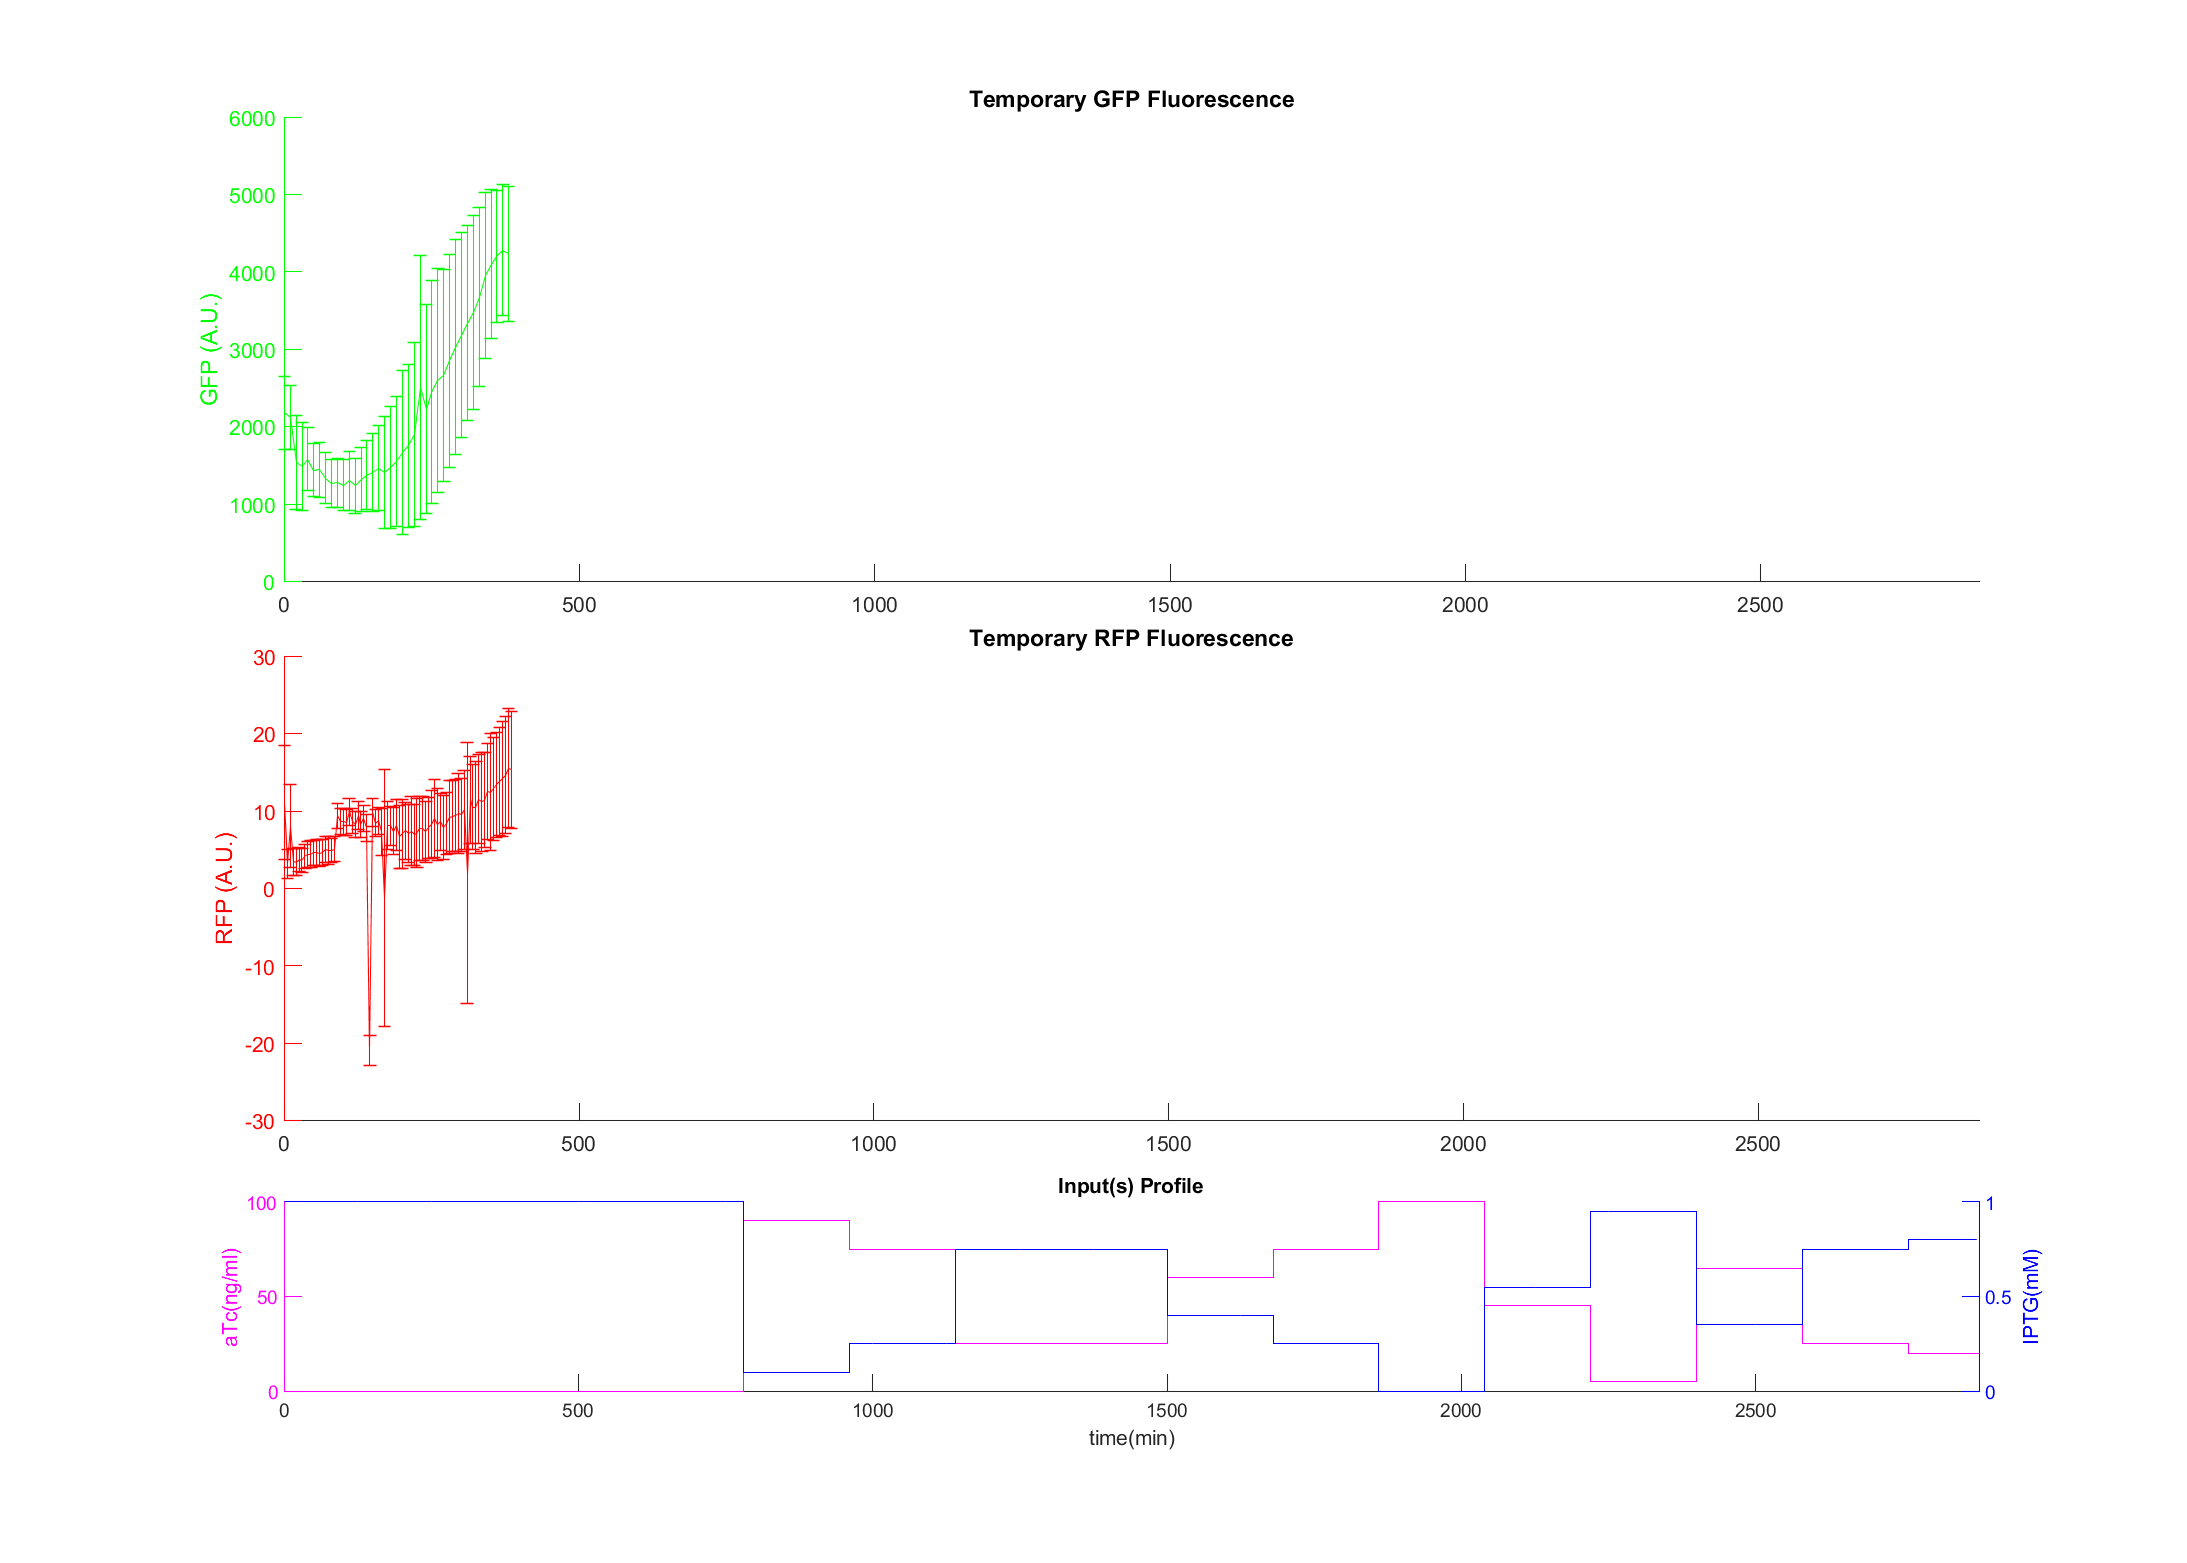 Temporary GFP Fluorescence
6000
5000
4000
3000
2000
1000
0
GFP (A.U.)
0 500 1000 1500 2000 2500
Temporary RFP Fluorescence
30
20
10
0
-10
-20
-30
RFP (A.U.)
0 500 1000 1500 2000 2500
Input(s) Profile
100
50
0
aTc(ng/ml)
1
0.5
0
IPTG(mM)
0 500 1000 1500 2000 2500
time(min)